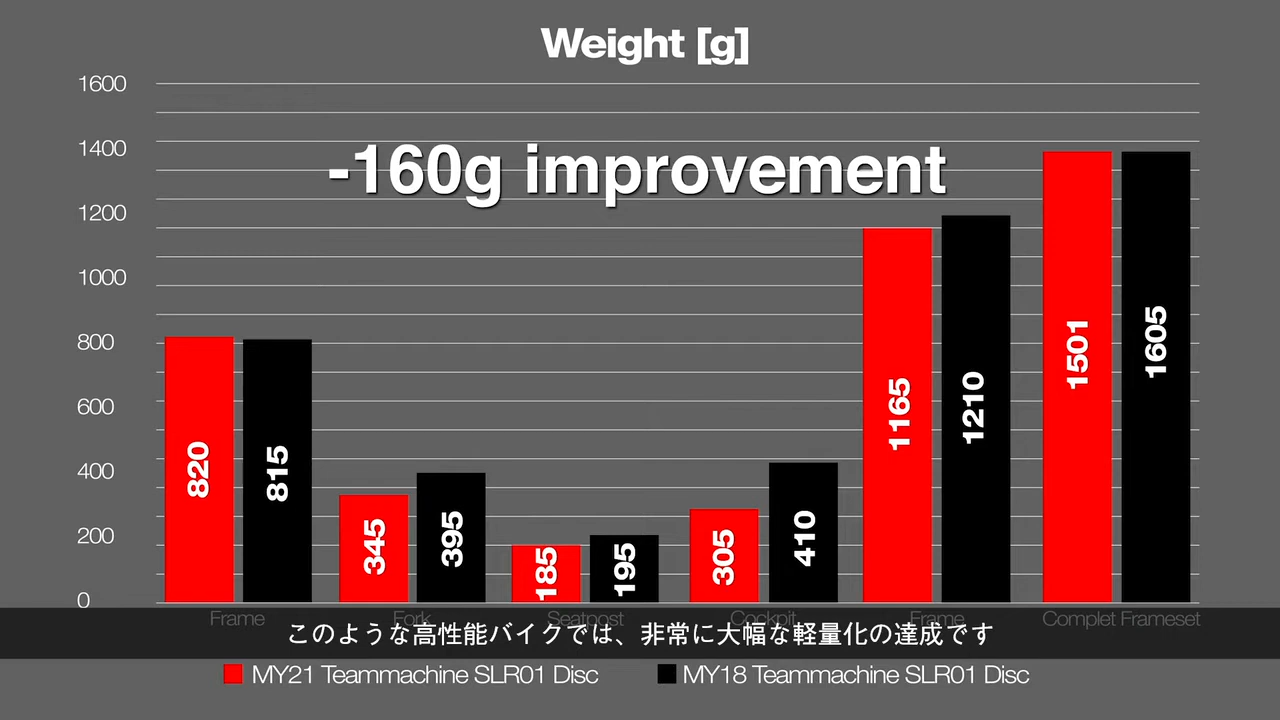 Weight [g]
1600
1400
1200
1000
800
600
400
200
0
-160g improvement
820
815
345
395
185
195
305
410
1165
1210
1501
1605
Frame
Fork
Seatpost
Cockpit
Frame
Complet Frameset
このような高性能バイクでは、非常に大幅な軽量化の達成です
MY21 Teammachine SLR01 Disc
MY18 Teammachine SLR01 Disc